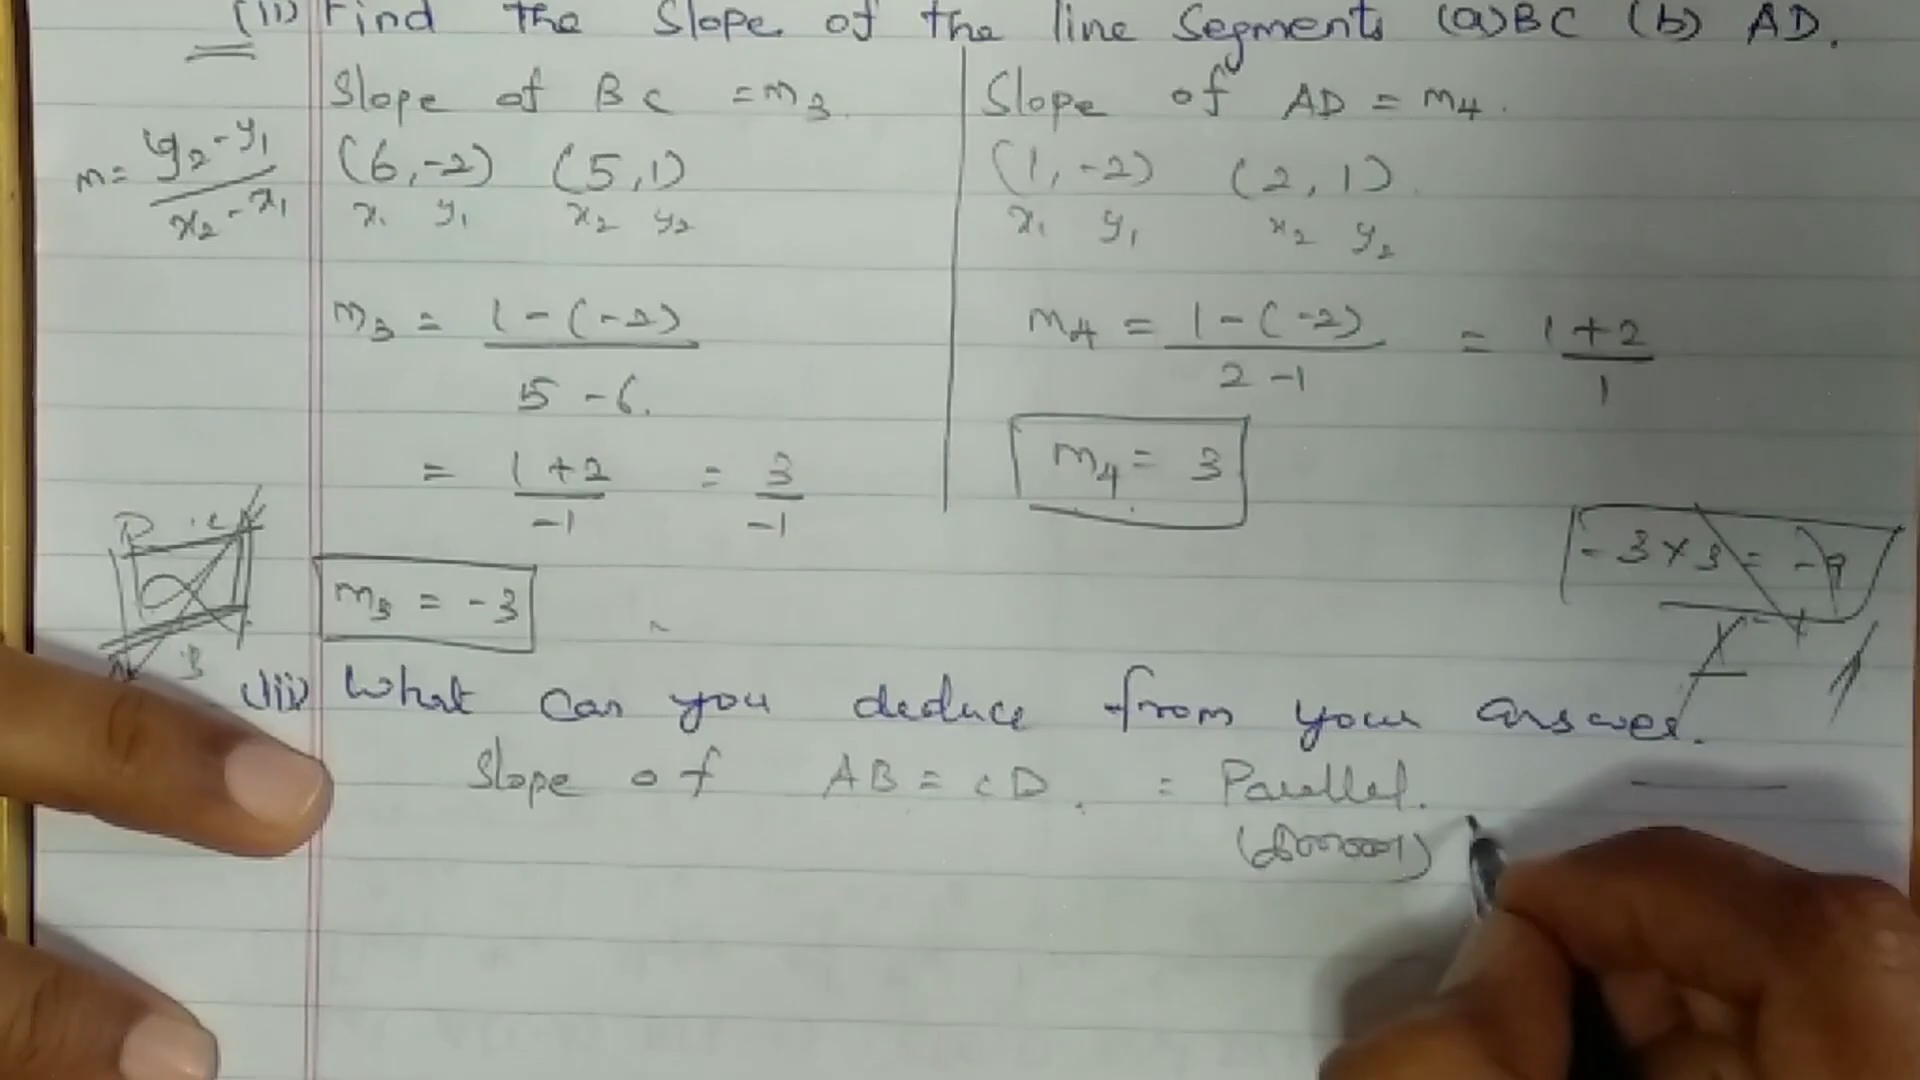 (ii) Find the slope of the line segments (a) BC (b) AD.
Slope of BC = m3.
m = y2 - y1 / x2 - x1
(6, -2) (5, 1)
x1 y1 x2 y2
m3 = 1 - (-2) / 5 - 6.
= 1 + 2 / -1 = 3 / -1
m3 = -3
Slope of AD = m4.
(1, -2) (2, 1)
x1 y1 x2 y2
m4 = 1 - (-2) / 2 - 1 = 1 + 2 / 1
m4 = 3
-3 x 3 = -9
(iii) What can you deduce from your answer.
Slope of AB = CD. = Parallel.